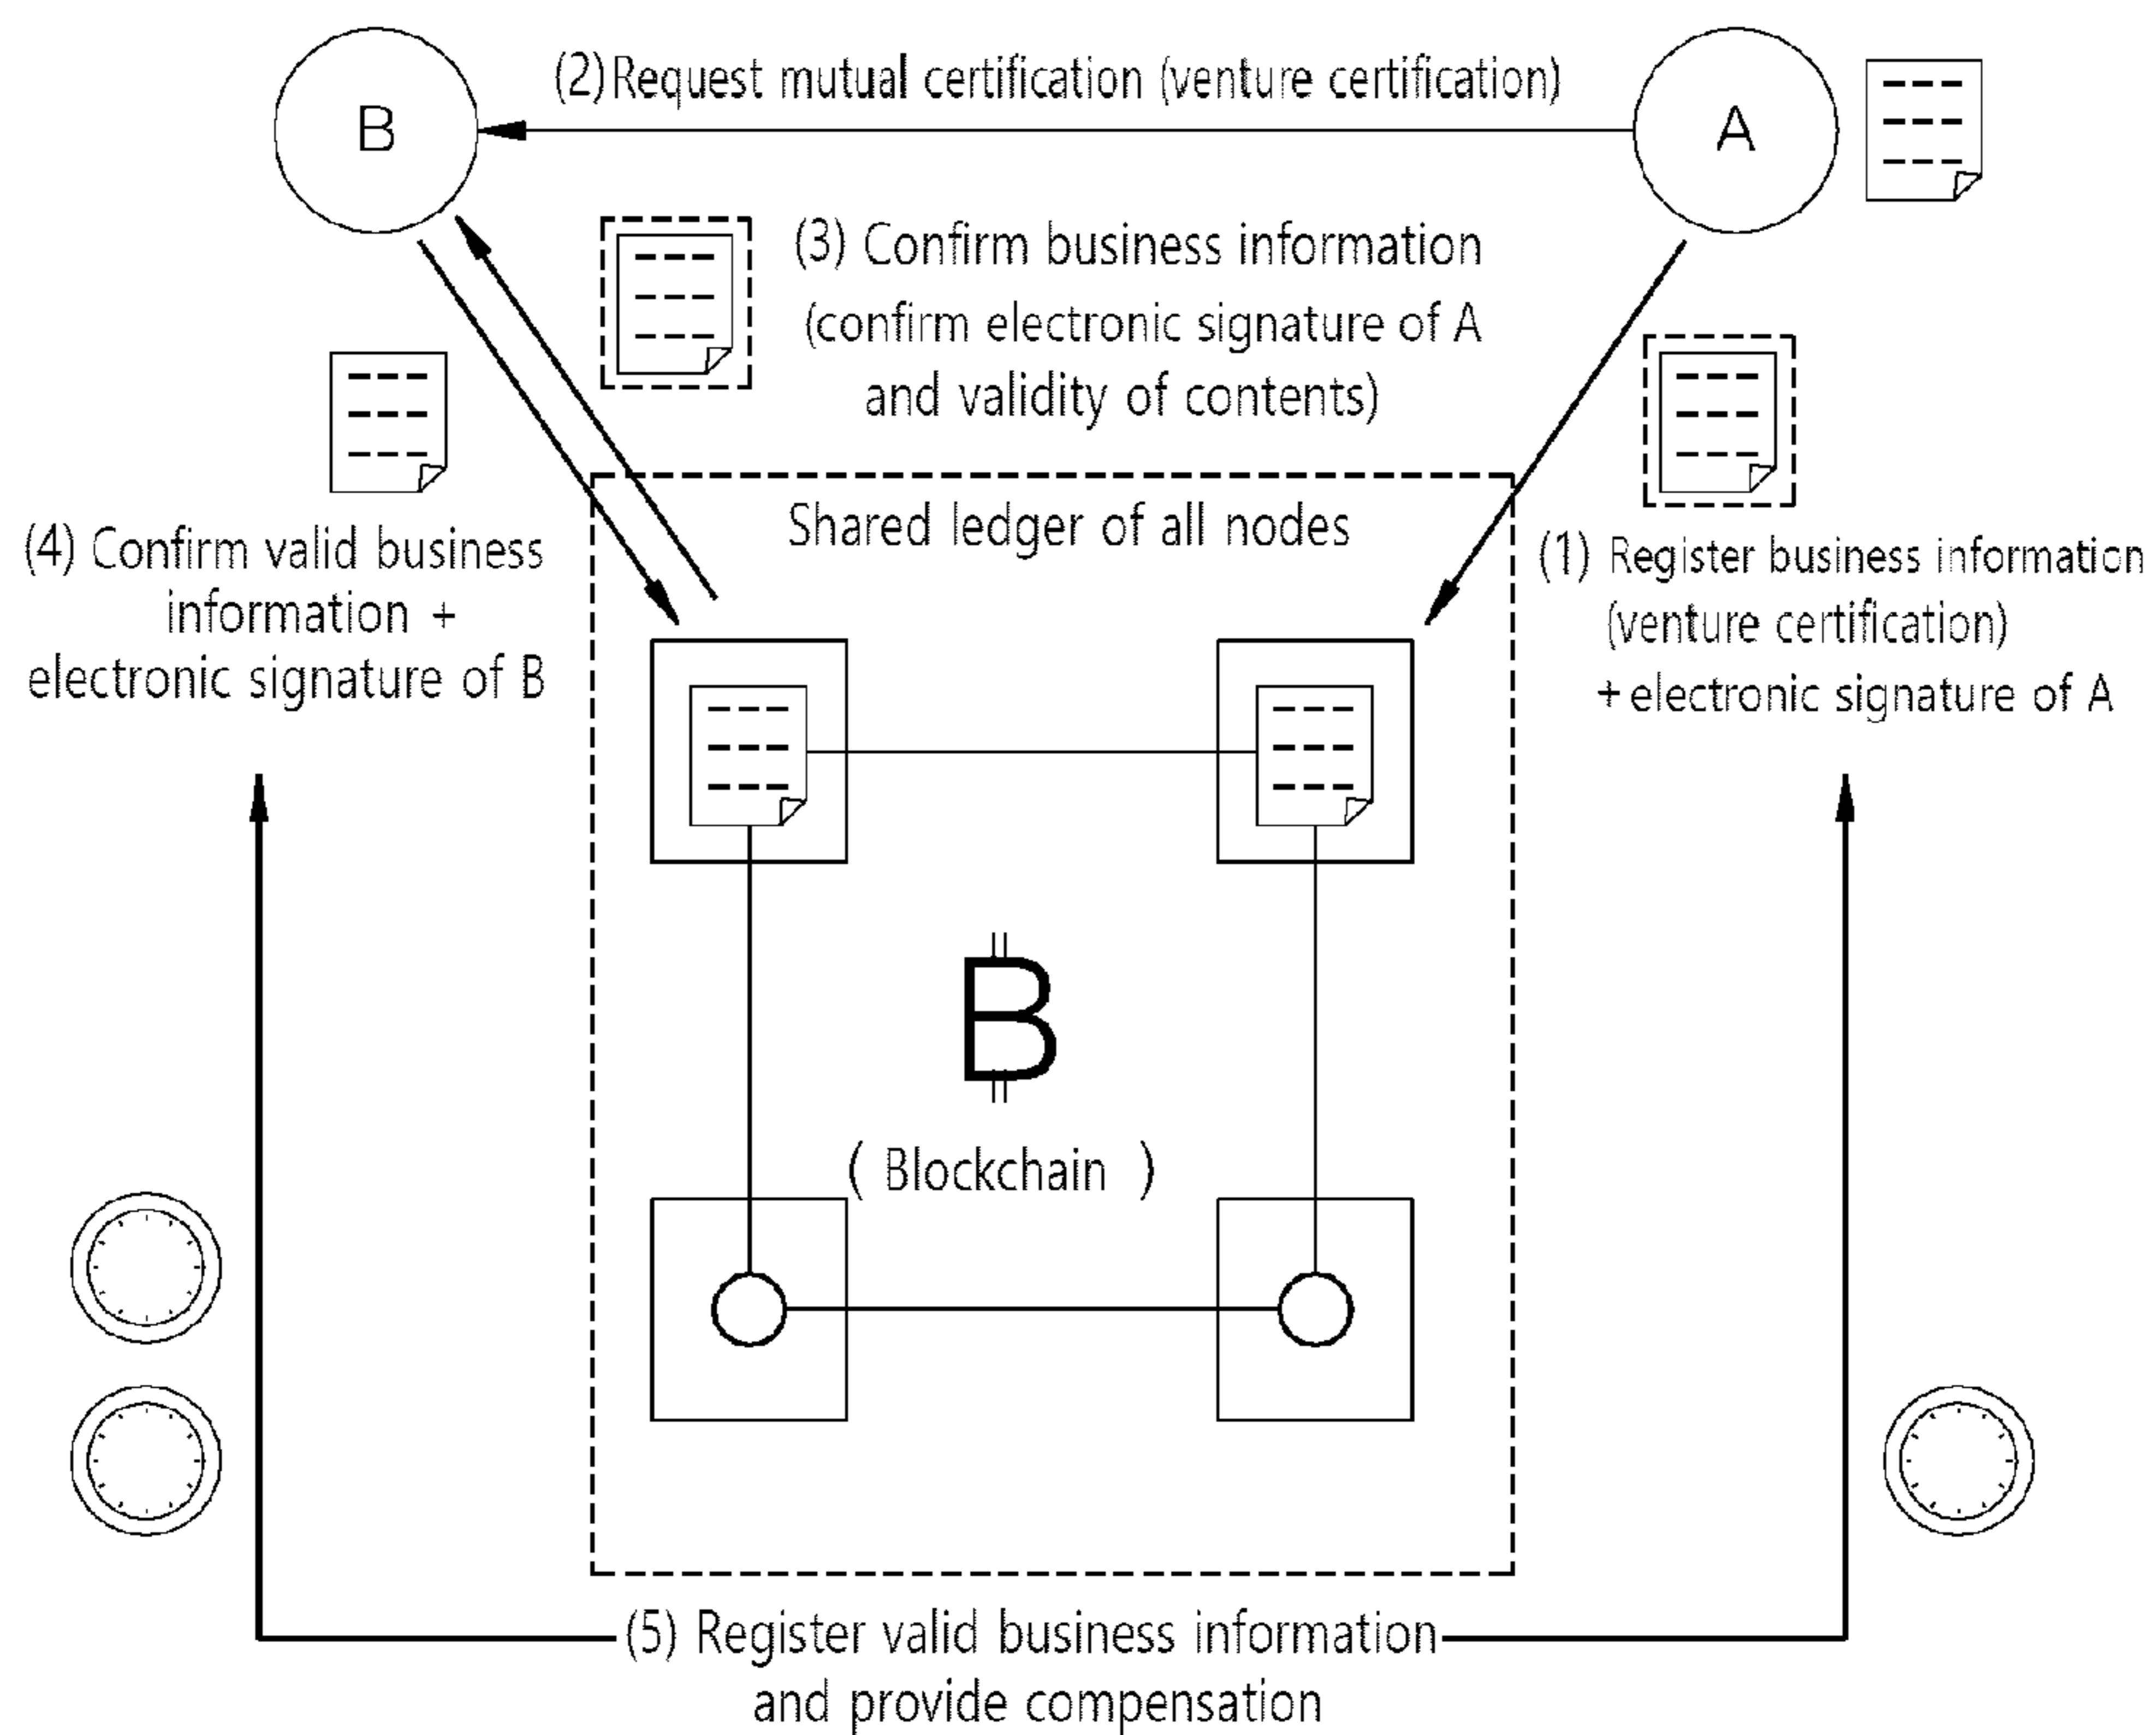 B
(2)Request mutual certification (venture certification)
A
(3) Confirm business information
(confirm electronic signature of A
and validity of contents)
(4) Confirm valid business
information +
electronic signature of B
Shared ledger of all nodes
(1) Register business information
(venture certification)
+ electronic signature of A
B
( Blockchain )
(5) Register valid business information
and provide compensation